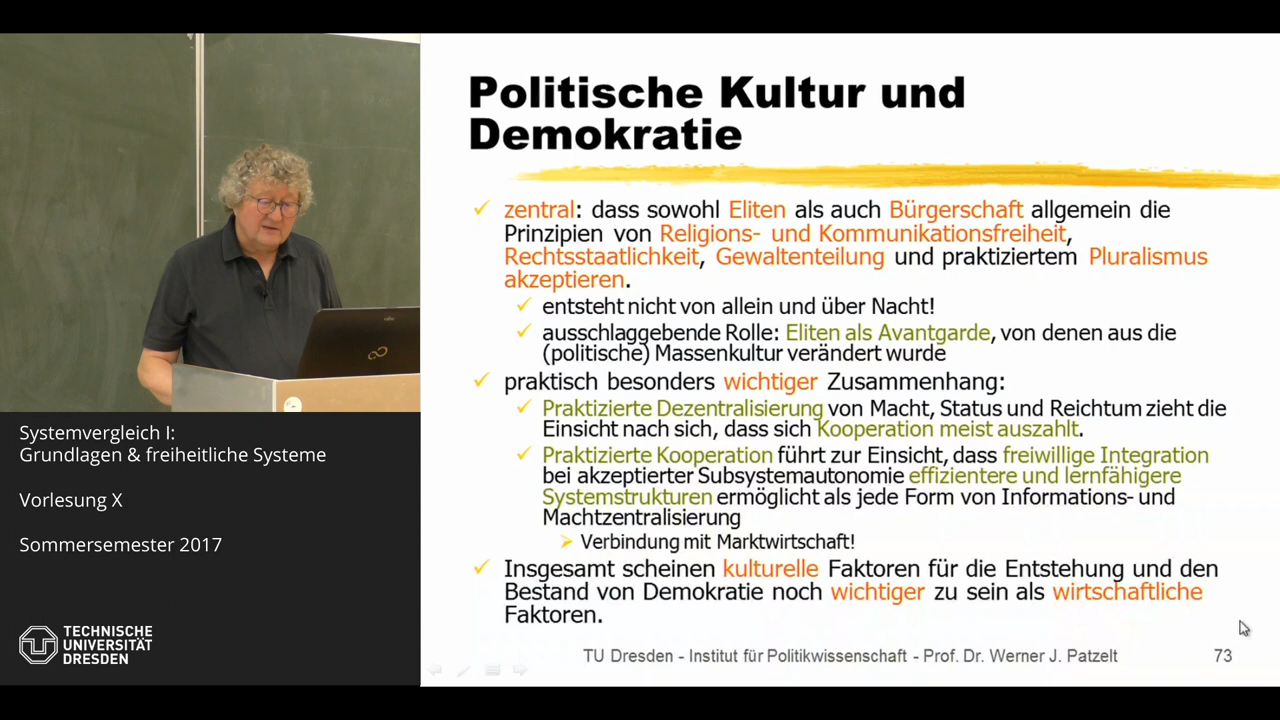 Politische Kultur und
Demokratie
zentral: dass sowohl Eliten als auch Bürgerschaft allgemein die
Prinzipien von Religions- und Kommunikationsfreiheit,
Rechtsstaatlichkeit, Gewaltenteilung und praktiziertem Pluralismus
akzeptieren.
entsteht nicht von allein und über Nacht!
ausschlaggebende Rolle: Eliten als Avantgarde, von denen aus die
(politische) Massenkultur verändert wurde
praktisch besonders wichtiger Zusammenhang:
Praktizierte Dezentralisierung von Macht, Status und Reichtum zieht die
Einsicht nach sich, dass sich Kooperation meist auszahlt.
Praktizierte Kooperation führt zur Einsicht, dass freiwillige Integration
bei akzeptierter Subsystemautonomie effizientere und lernfähigere
Systemstrukturen ermöglicht als jede Form von Informations- und
Machtzentralisierung
Verbindung mit Marktwirtschaft!
Insgesamt scheinen kulturelle Faktoren für die Entstehung und den
Bestand von Demokratie noch wichtiger zu sein als wirtschaftliche
Faktoren.
TU Dresden - Institut für Politikwissenschaft - Prof. Dr. Werner J. Patzelt 73
Systemvergleich I:
Grundlagen & freiheitliche Systeme
Vorlesung X
Sommersemester 2017
TECHNISCHE
UNIVERSITÄT
DRESDEN